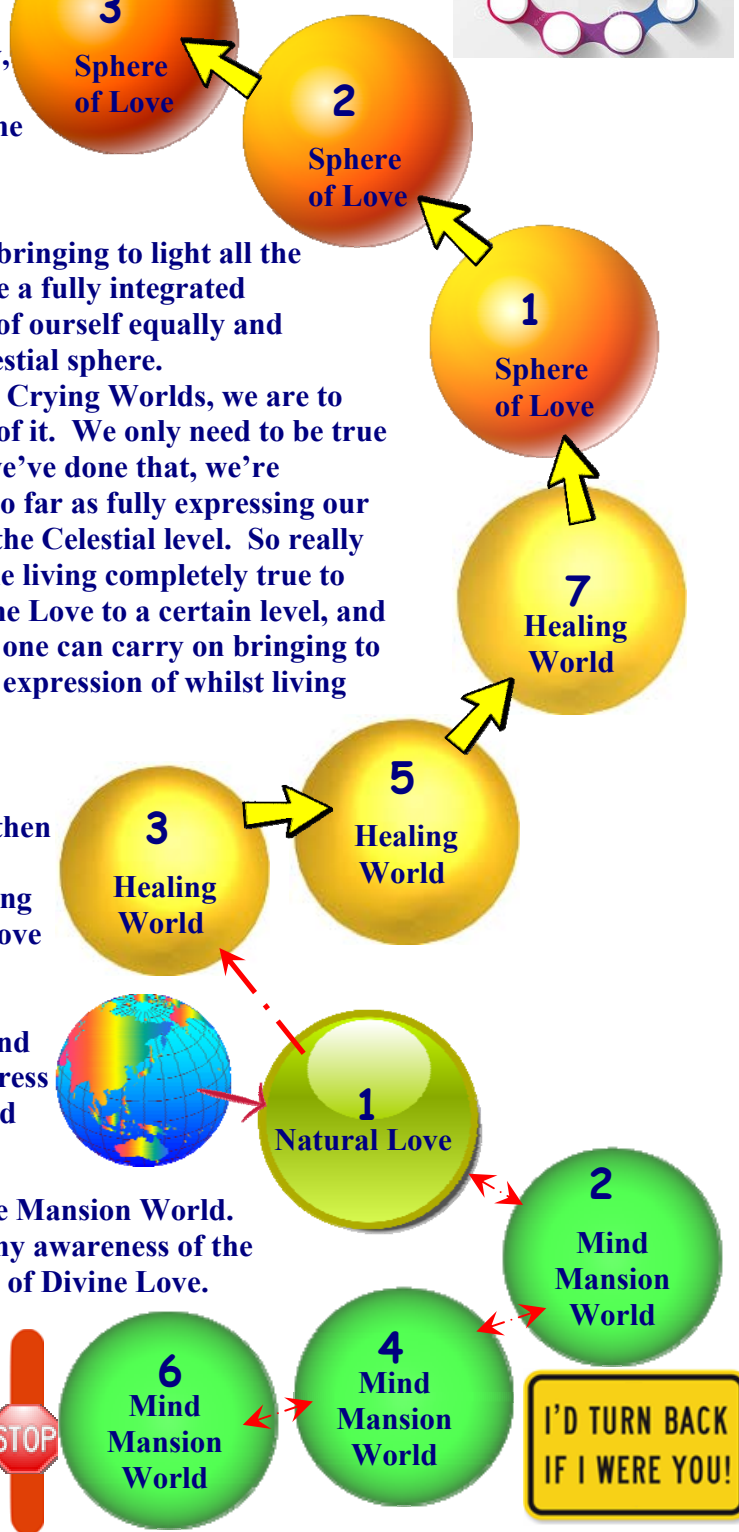 3
Sphere
of Love
2
Sphere
of Love
bringing to light all the
a fully integrated
of ourself equally and
estial sphere.
1
Sphere
of Love
Crying Worlds, we are to
of it.  We only need to be true
we've done that, we're
o far as fully expressing our
the Celestial level.  So really
e living completely true to
ne Love to a certain level, and
one can carry on bringing to
expression of whilst living
7
Healing
World
then
5
Healing
World
3
Healing
World
ing
ove
nd
ress
d
1
Natural Love
e Mansion World.
ny awareness of the
of Divine Love.
2
Mind
Mansion
World
4
Mind
Mansion
World
6
Mind
Mansion
World
STOP
I'D TURN BACK
IF I WERE YOU!